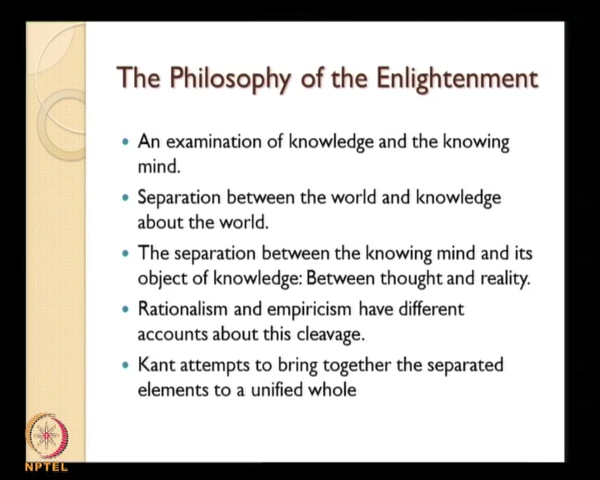 The Philosophy of the Enlightenment
• An examination of knowledge and the knowing
mind.
• Separation between the world and knowledge
about the world.
• The separation between the knowing mind and its
object of knowledge: Between thought and reality.
• Rationalism and empiricism have different
accounts about this cleavage.
• Kant attempts to bring together the separated
elements to a unified whole
NPTEL